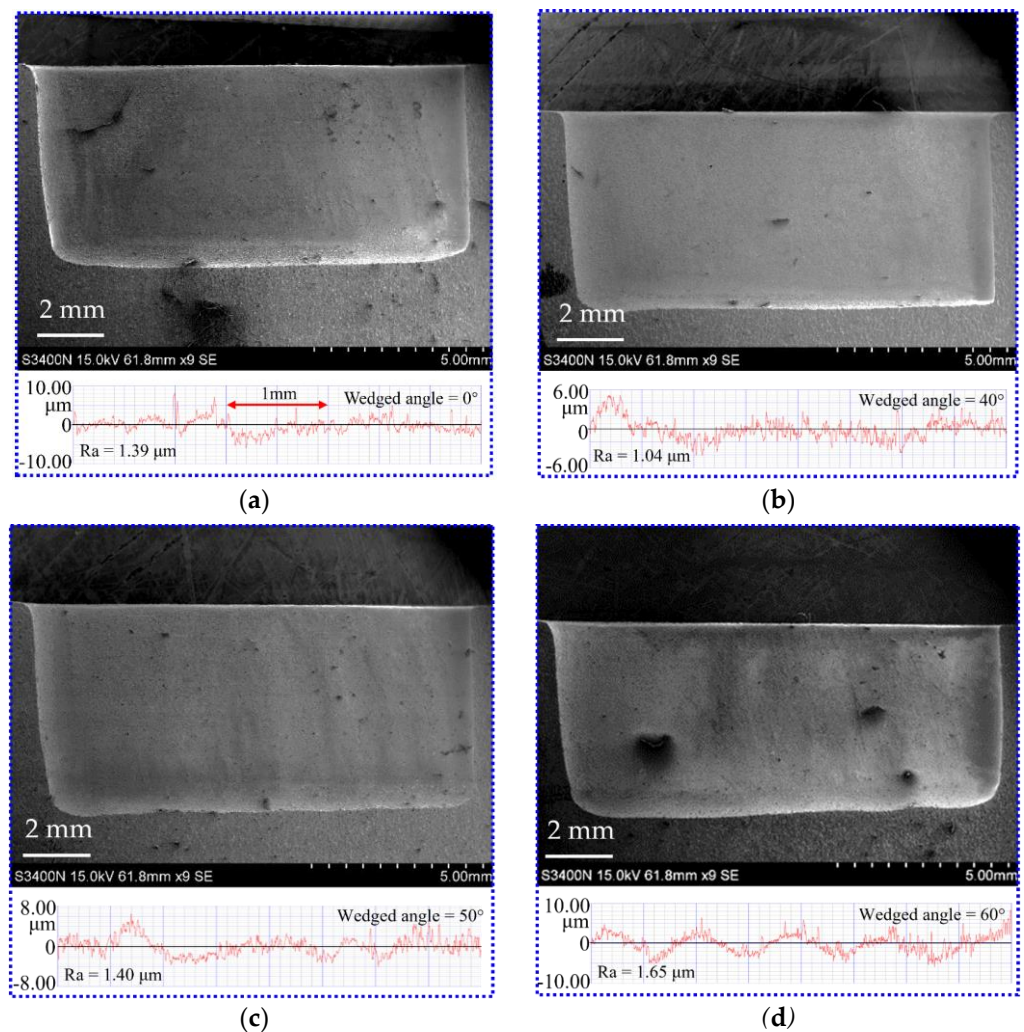 2 mm
S3400N 15.0kV 61.8mm x9 SE
5.00mm
10.00
μm
0
-10.00
1mm
Wedged angle = 0°
Ra = 1.39 μm
(a)
2 mm
S3400N 15.0kV 61.8mm x9 SE
5.00mm
6.00
μm
0
-6.00
Wedged angle = 40°
Ra = 1.04 μm
(b)
2 mm
S3400N 15.0kV 61.8mm x9 SE
5.00mm
8.00
μm
0
-8.00
Wedged angle = 50°
Ra = 1.40 μm
(c)
2 mm
S3400N 15.0kV 61.8mm x9 SE
5.00mm
10.00
μm
0
-10.00
Wedged angle = 60°
Ra = 1.65 μm
(d)